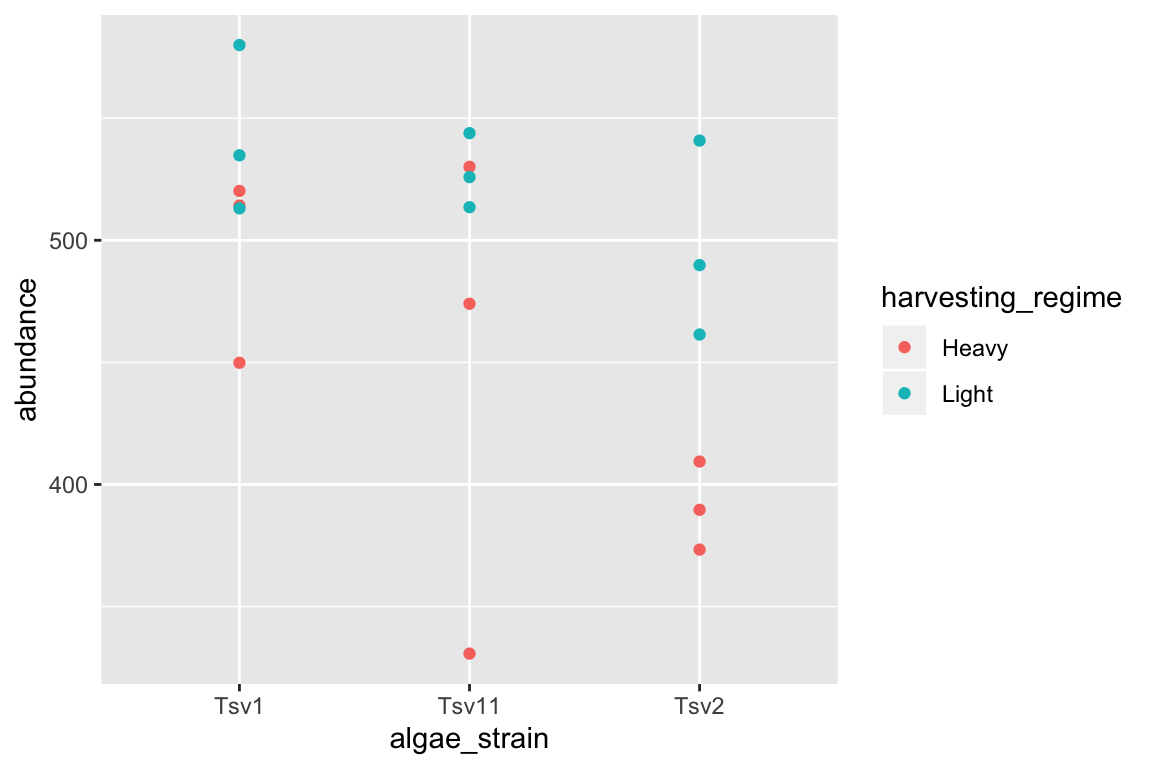 abundance
500
400
Tsv1
Tsv11
Tsv2
algae_strain
harvesting_regime
Heavy
Light